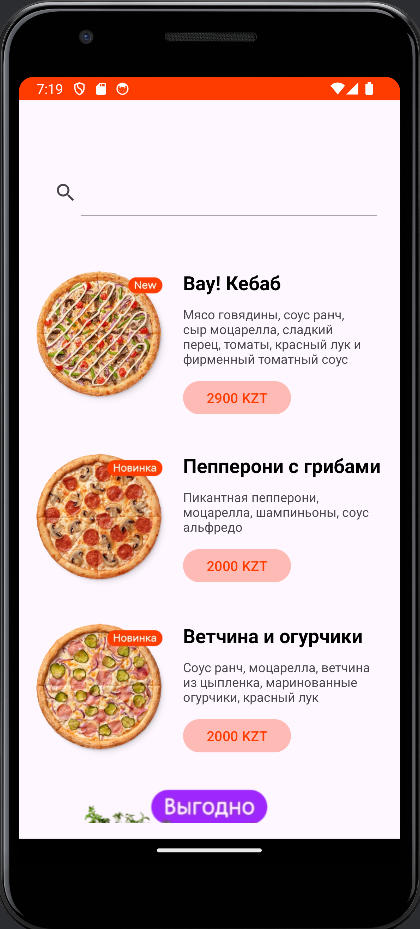 7:19
New
Вау! Кебаб
Мясо говядины, соус ранч,
сыр моцарелла, сладкий
перец, томаты, красный лук и
фирменный томатный соус
2900 KZT
Новинка
Пепперони с грибами
Пикантная пепперони,
моцарелла, шампиньоны, соус
альфредо
2000 KZT
Новинка
Ветчина и огурчики
Соус ранч, моцарелла, ветчина
из цыпленка, маринованные
огурчики, красный лук
2000 KZT
Выгодно